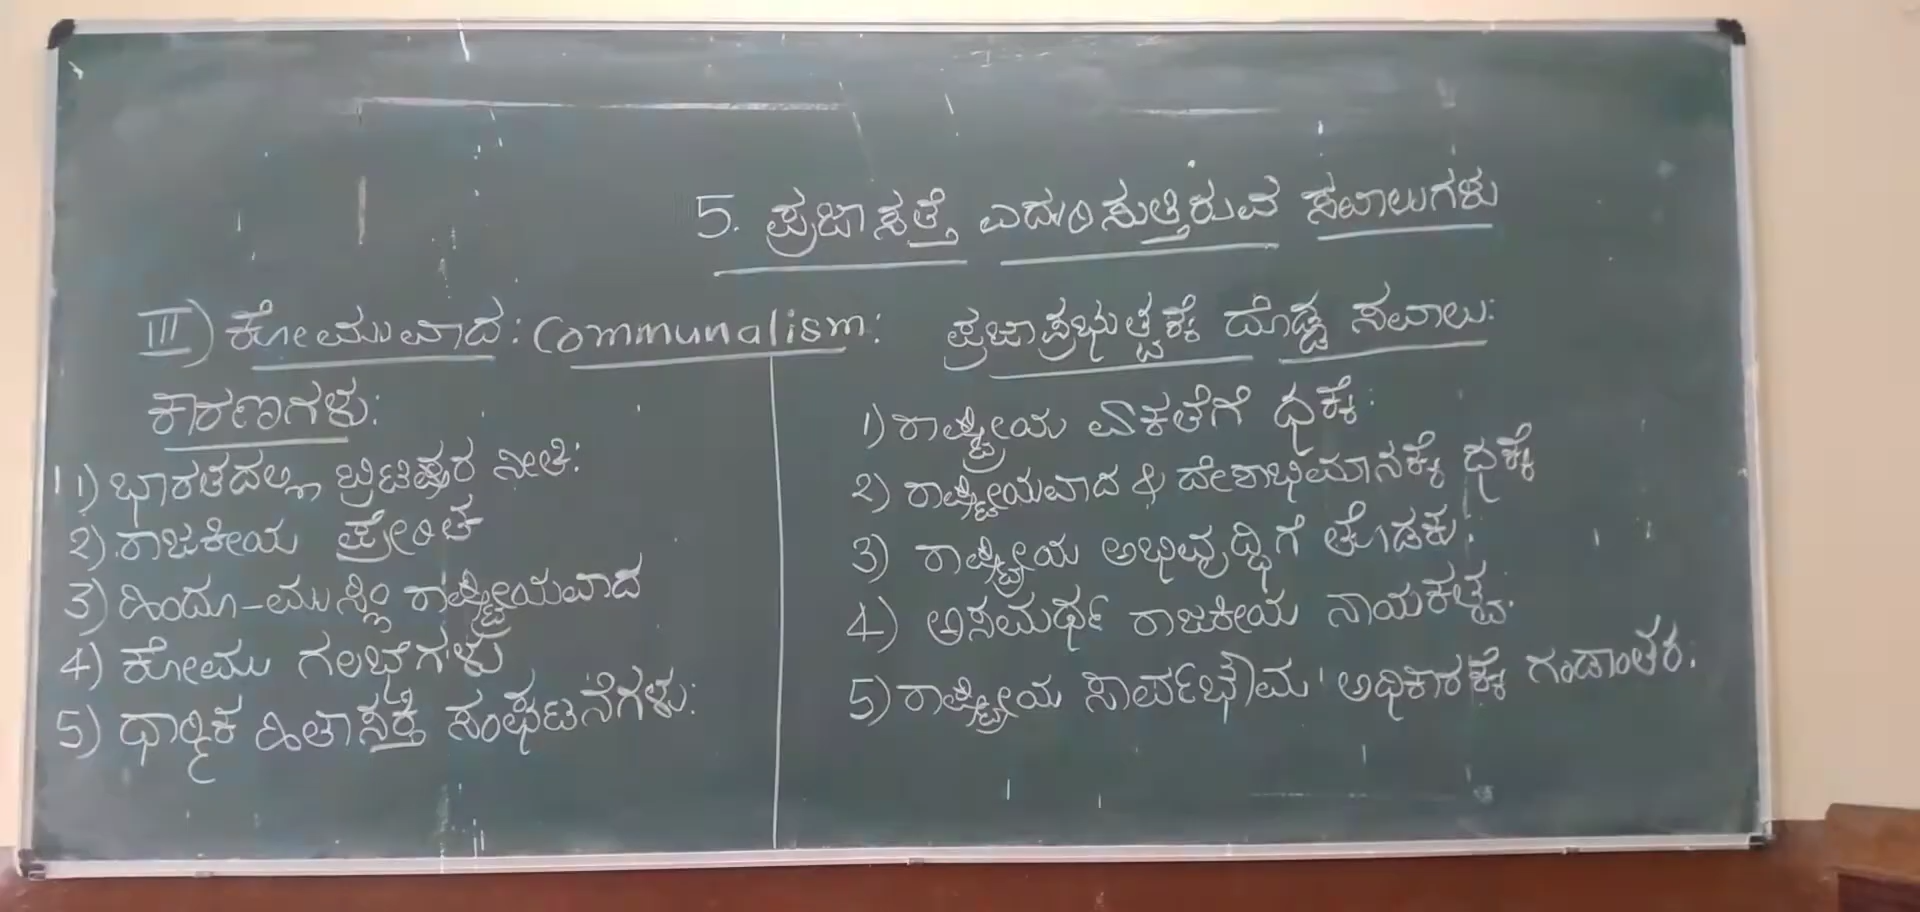 5. ಪ್ರಜಾಸತ್ತೆ ಎದುರಿಸುತ್ತಿರುವ ಸವಾಲುಗಳು
III) ಕೋಮುವಾದ: Communalism:
ಕಾರಣಗಳು:
1) ಭಾರತದಲ್ಲಿ ಬ್ರಿಟಿಷರ ನೀತಿ:
2) ರಾಜಕೀಯ ಪ್ರೇರಿತ
3) ಹಿಂದೂ-ಮುಸ್ಲಿಂ ರಾಷ್ಟ್ರೀಯವಾದ
4) ಕೋಮು ಗಲಭೆಗಳು
5) ಧಾರ್ಮಿಕ ಹಿತಾಸಕ್ತಿ ಸಂಘಟನೆಗಳು:
ಪ್ರಜಾಪ್ರಭುತ್ವಕ್ಕೆ ದೊಡ್ಡ ಸವಾಲು:
1) ರಾಷ್ಟ್ರೀಯ ಏಕತೆಗೆ ಧಕ್ಕೆ:
2) ರಾಷ್ಟ್ರೀಯವಾದ & ದೇಶಾಭಿಮಾನಕ್ಕೆ ಧಕ್ಕೆ
3) ರಾಷ್ಟ್ರೀಯ ಅಭಿವೃದ್ಧಿಗೆ ತೊಡಕು:
4) ಅಸಮರ್ಥ ರಾಜಕೀಯ ನಾಯಕತ್ವ:
5) ರಾಷ್ಟ್ರೀಯ ಸಾರ್ವಭೌಮ ಅಧಿಕಾರಕ್ಕೆ ಗಂಡಾಂತರ: